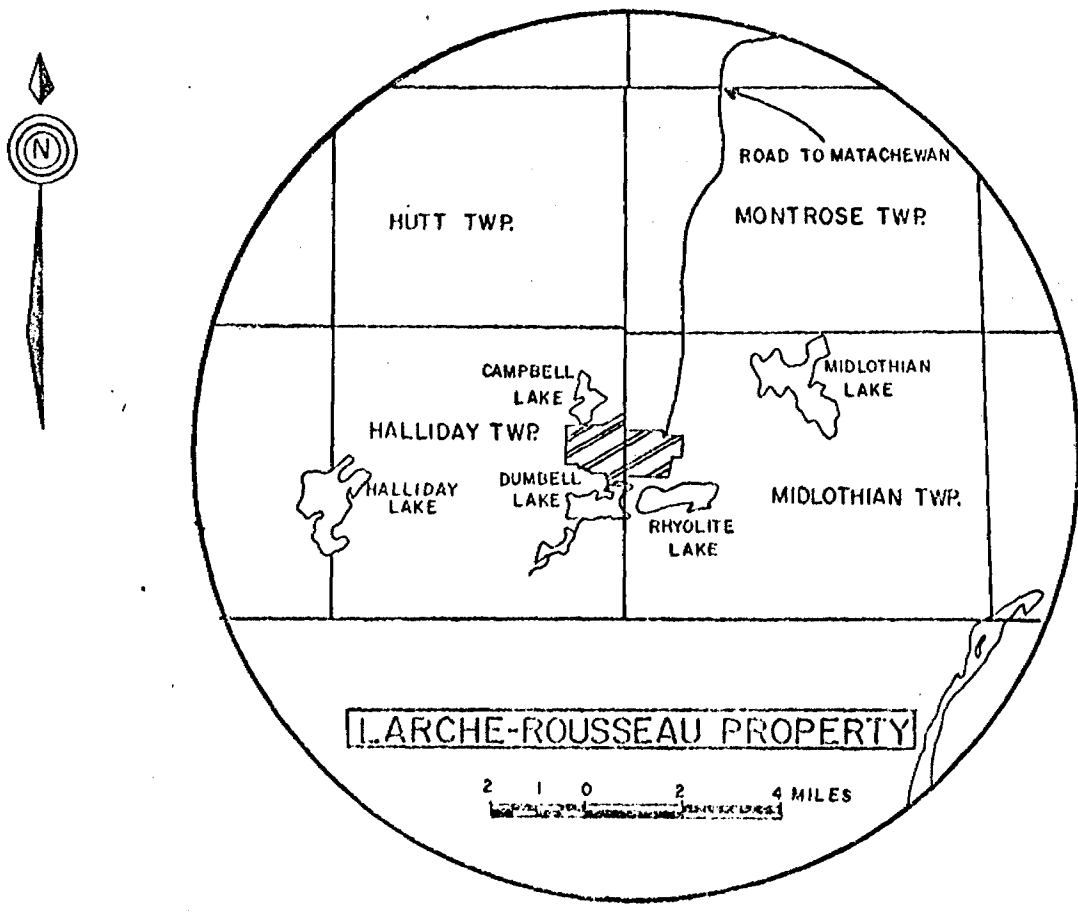 N
ROAD TO MATACHEWAN
HUTT TWP.
MONTROSE TWP.
CAMPBELL
LAKE
MIDLOTHIAN
LAKE
HALLIDAY TWP.
HALLIDAY
LAKE
DUMBELL
LAKE
MIDLOTHIAN TWP.
RHYOLITE
LAKE
LARCHE-ROUSSEAU PROPERTY
2 1 0 2 4 MILES